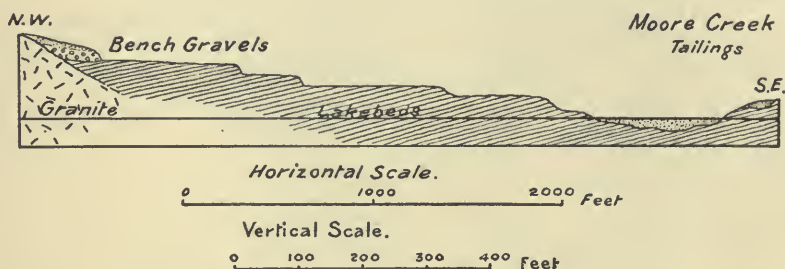 N.W.
Bench Gravels
Moore Creek
Tailings
S.E.
Granite
Lakebeds
Horizontal Scale.
0 1000 2000 Feet
Vertical Scale.
0 100 200 300 400 Feet